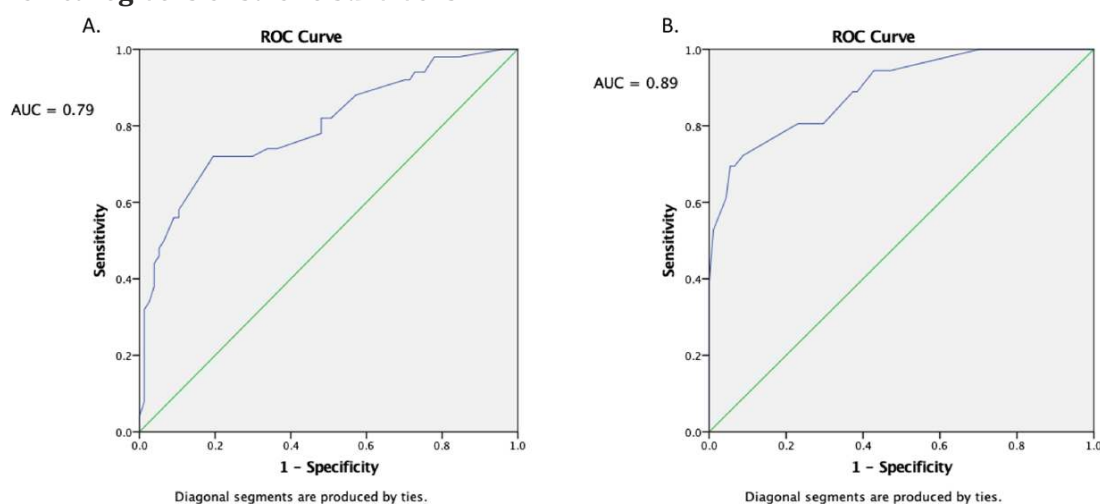 A.
ROC Curve
AUC = 0.79
1.0
0.8
0.6
0.4
0.2
0.0
Sensitivity
0.0 0.2 0.4 0.6 0.8 1.0
1 - Specificity
Diagonal segments are produced by ties.
B.
ROC Curve
AUC = 0.89
1.0
0.8
0.6
0.4
0.2
0.0
Sensitivity
0.0 0.2 0.4 0.6 0.8 1.0
1 - Specificity
Diagonal segments are produced by ties.